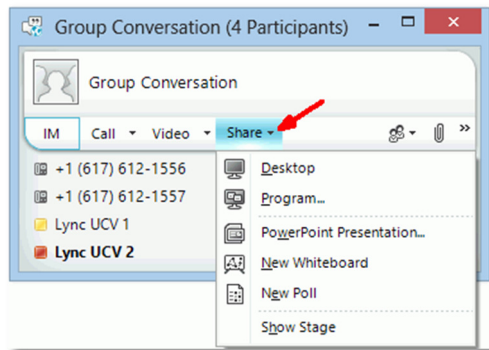 Group Conversation (4 Participants)
Group Conversation
IM Call Video Share
+1 (617) 612-1556
+1 (617) 612-1557
Lync UCV 1
Lync UCV 2
Desktop
Program...
PowerPoint Presentation...
New Whiteboard
New Poll
Show Stage